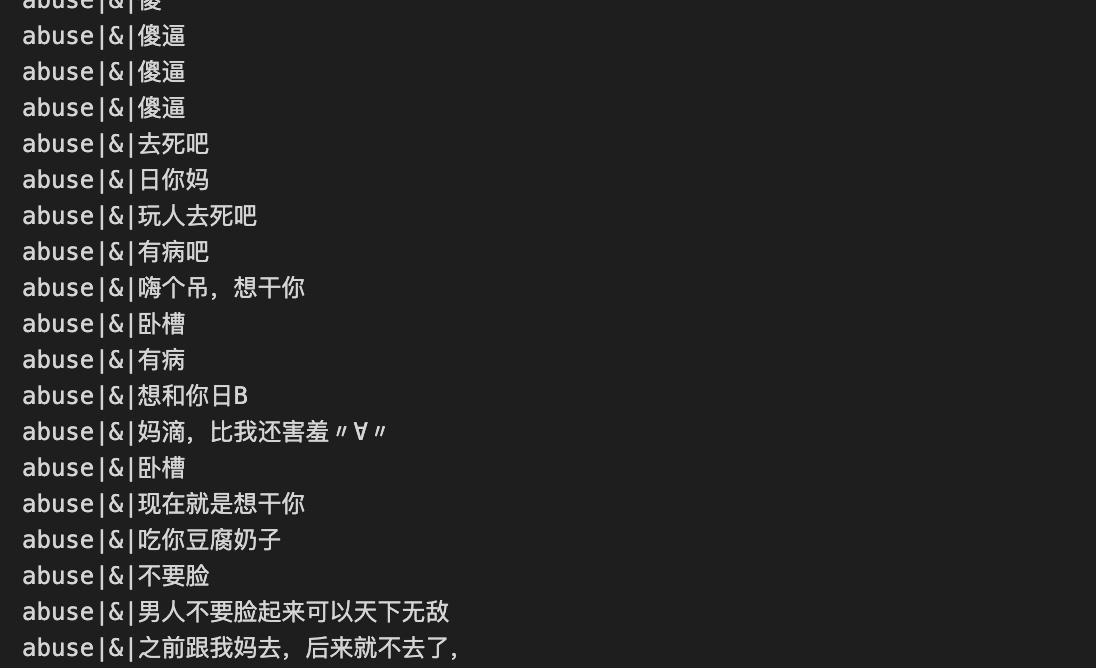 abuse|&|傻
abuse|&|傻逼
abuse|&|傻逼
abuse|&|傻逼
abuse|&|去死吧
abuse|&|日你妈
abuse|&|玩人去死吧
abuse|&|有病吧
abuse|&|嗨个吊，想干你
abuse|&|卧槽
abuse|&|有病
abuse|&|想和你日B
abuse|&|妈滴，比我还害羞〃∀〃
abuse|&|卧槽
abuse|&|现在就是想干你
abuse|&|吃你豆腐奶子
abuse|&|不要脸
abuse|&|男人不要脸起来可以天下无敌
abuse|&|之前跟我妈去，后来就不去了，